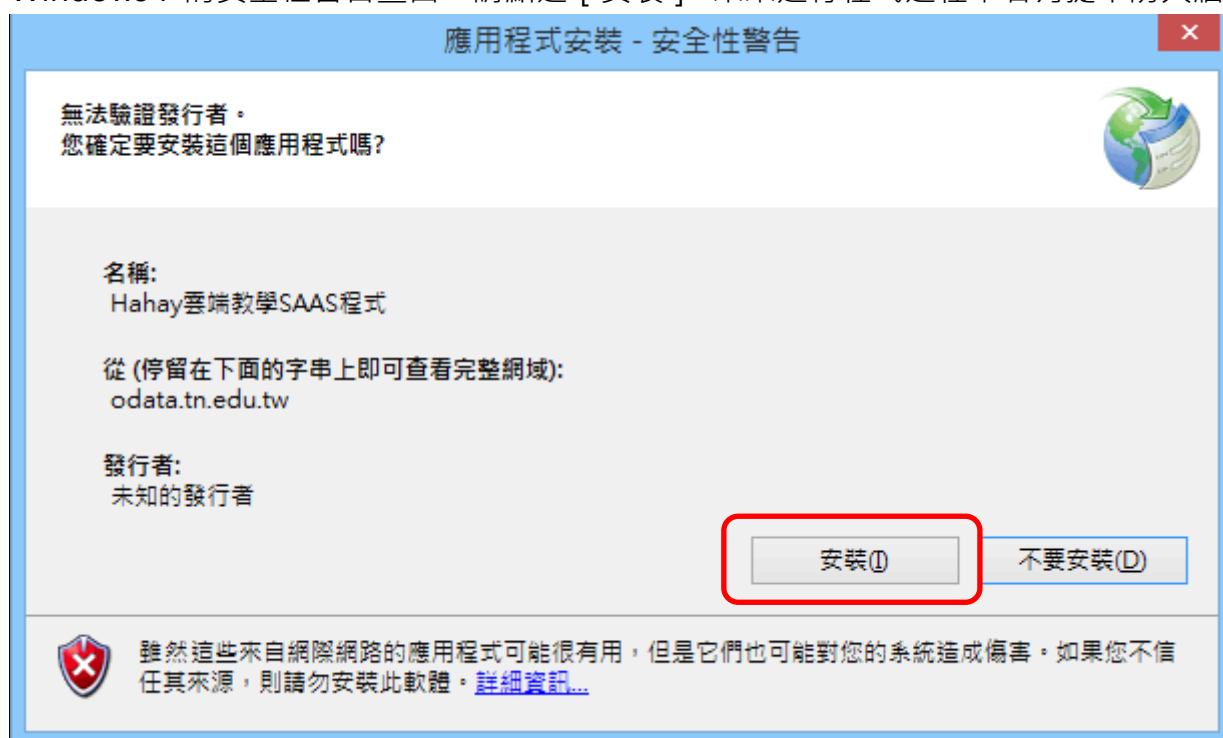 應用程式安裝 - 安全性警告
無法驗證發行者。
您確定要安裝這個應用程式嗎?
名稱:
Hahay雲端教學SAAS程式
從 (停留在下面的字串上即可查看完整網域):
odata.tn.edu.tw
發行者:
未知的發行者
安裝(I) 不要安裝(D)
雖然這些來自網際網路的應用程式可能很有用，但是它們也可能對您的系統造成傷害。如果您不信
任其來源，則請勿安裝此軟體。詳細資訊...